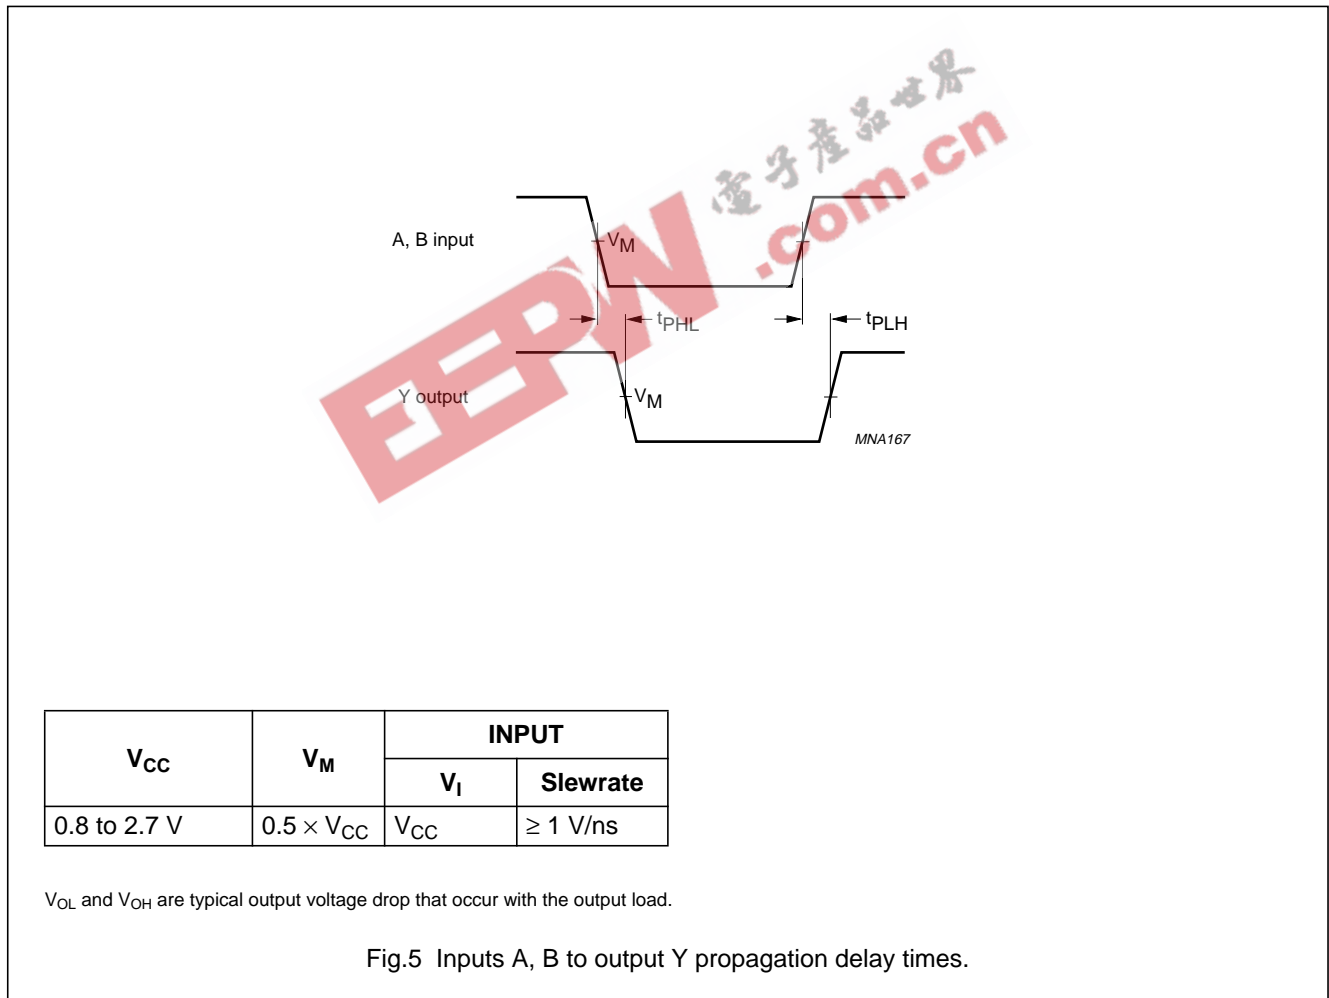 電子產品世界
.com.cn
EEPW
A, B input
VM
tPHL
tPLH
Y output
VM
MNA167
VCC VM INPUT
VI Slewrate
0.8 to 2.7 V 0.5 × VCC VCC ≥ 1 V/ns
VOL and VOH are typical output voltage drop that occur with the output load.
Fig.5 Inputs A, B to output Y propagation delay times.